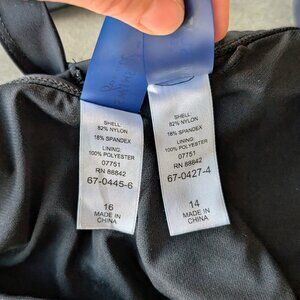 SHELL:
82% NYLON
18% SPANDEX
LINING:
100% POLYESTER
07751
RN 88842
67-0445-6
16
MADE IN
CHINA
SHELL:
82% NYLON
18% SPANDEX
LINING:
100% POLYESTER
07751
RN 88842
67-0427-4
14
MADE IN
CHINA